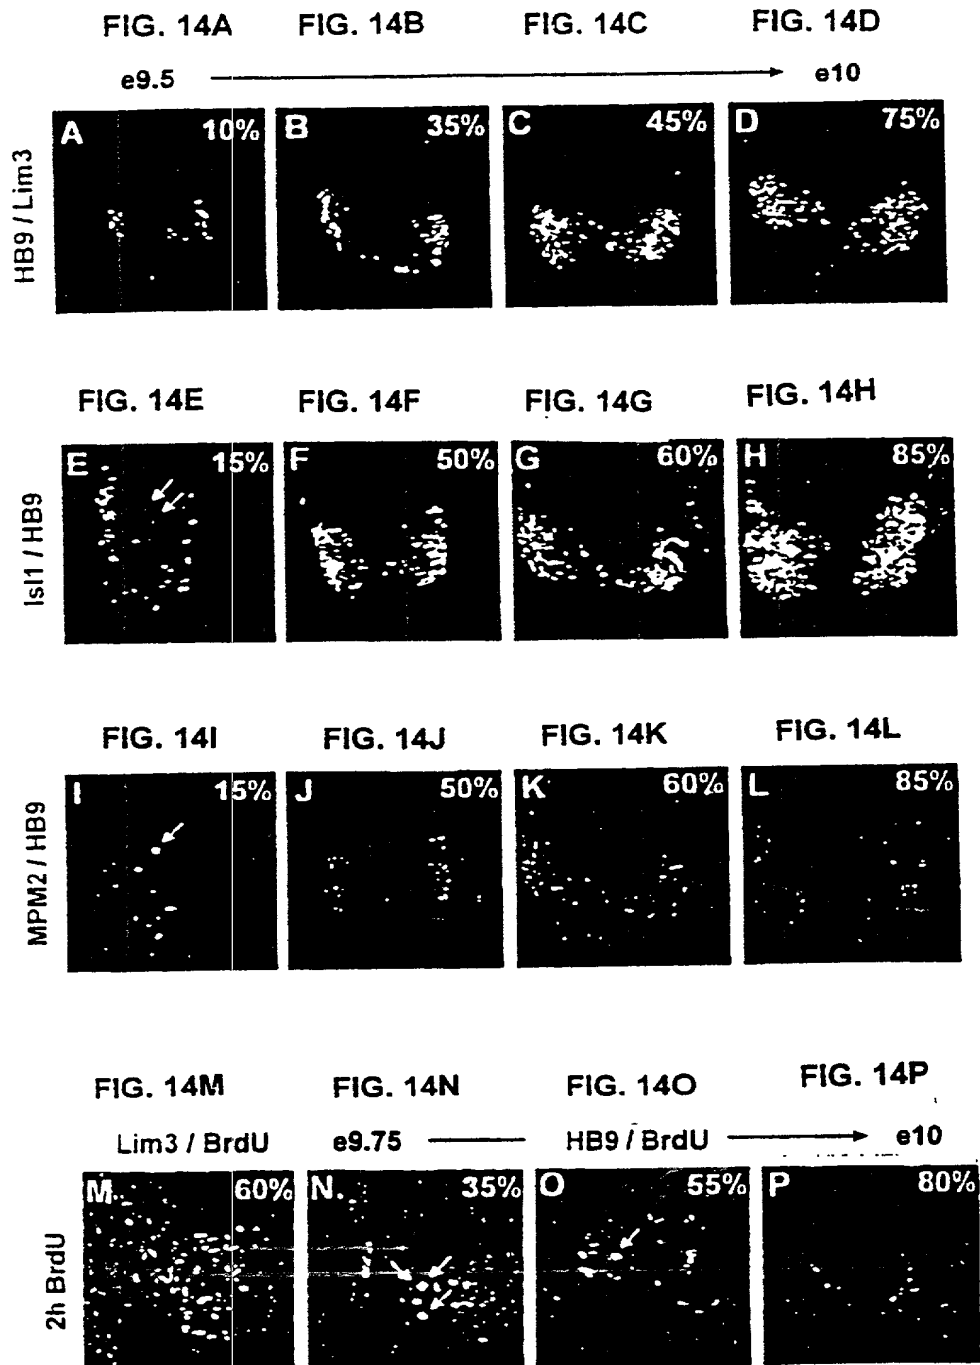 FIG. 14A FIG. 14B FIG. 14C FIG. 14D
e9.5 e10
HB9 / Lim3
A 10% B 35% C 45% D 75%
FIG. 14E FIG. 14F FIG. 14G FIG. 14H
Isl1 / HB9
E 15% F 50% G 60% H 85%
FIG. 14I FIG. 14J FIG. 14K FIG. 14L
MPM2 / HB9
I 15% J 50% K 60% L 85%
FIG. 14M FIG. 14N FIG. 14O FIG. 14P
Lim3 / BrdU e9.75 HB9 / BrdU e10
2h BrdU
M 60% N 35% O 55% P 80%